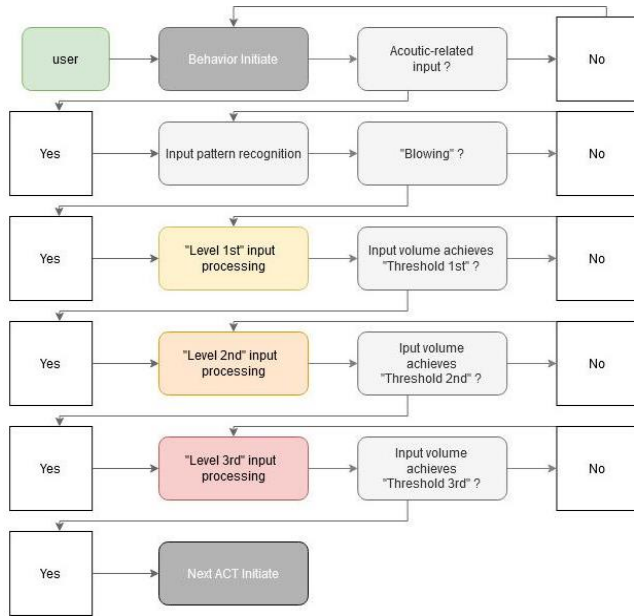 user
Behavior Initiate
Acoutic-related
input ?
No
Yes
Input pattern recognition
"Blowing" ?
No
Yes
"Level 1st" input
processing
Input volume achieves
"Threshold 1st" ?
No
Yes
"Level 2nd" input
processing
Iput volume
achieves
"Threshold 2nd" ?
No
Yes
"Level 3rd" input
processing
Input volume
achieves
"Threshold 3rd" ?
No
Yes
Next ACT Initiate